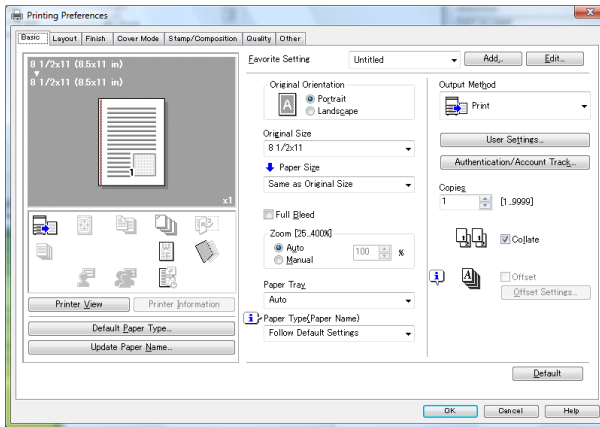 Printing Preferences
Basic Layout Finish Cover Mode Stamp/Composition Quality Other
8 1/2x11 (8.5x11 in)
8 1/2x11 (8.5x11 in)
1
x1
Printer View Printer Information
Default Paper Type...
Update Paper Name...
Favorite Setting Untitled Add... Edit...
Original Orientation
A
Portrait
Landscape
Original Size
8 1/2x11
Paper Size
Same as Original Size
Full Bleed
Zoom [25..400%]
Auto
Manual
100 %
Paper Tray
Auto
Paper Type(Paper Name)
Follow Default Settings
Output Method
Print
User Settings...
Authentication/Account Track...
Copies
1 [1..9999]
Collate
Offset
Offset Settings...
Default
OK Cancel Help